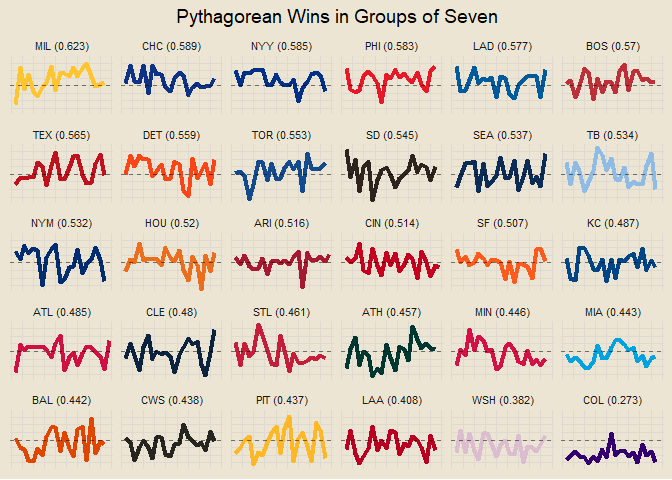 Pythagorean Wins in Groups of Seven
MIL (0.623) CHC (0.589) NYY (0.585) PHI (0.583) LAD (0.577) BOS (0.57)
TEX (0.565) DET (0.559) TOR (0.553) SD (0.545) SEA (0.537) TB (0.534)
NYM (0.532) HOU (0.52) ARI (0.516) CIN (0.514) SF (0.507) KC (0.487)
ATL (0.485) CLE (0.48) STL (0.461) ATH (0.457) MIN (0.446) MIA (0.443)
BAL (0.442) CWS (0.438) PIT (0.437) LAA (0.408) WSH (0.382) COL (0.273)